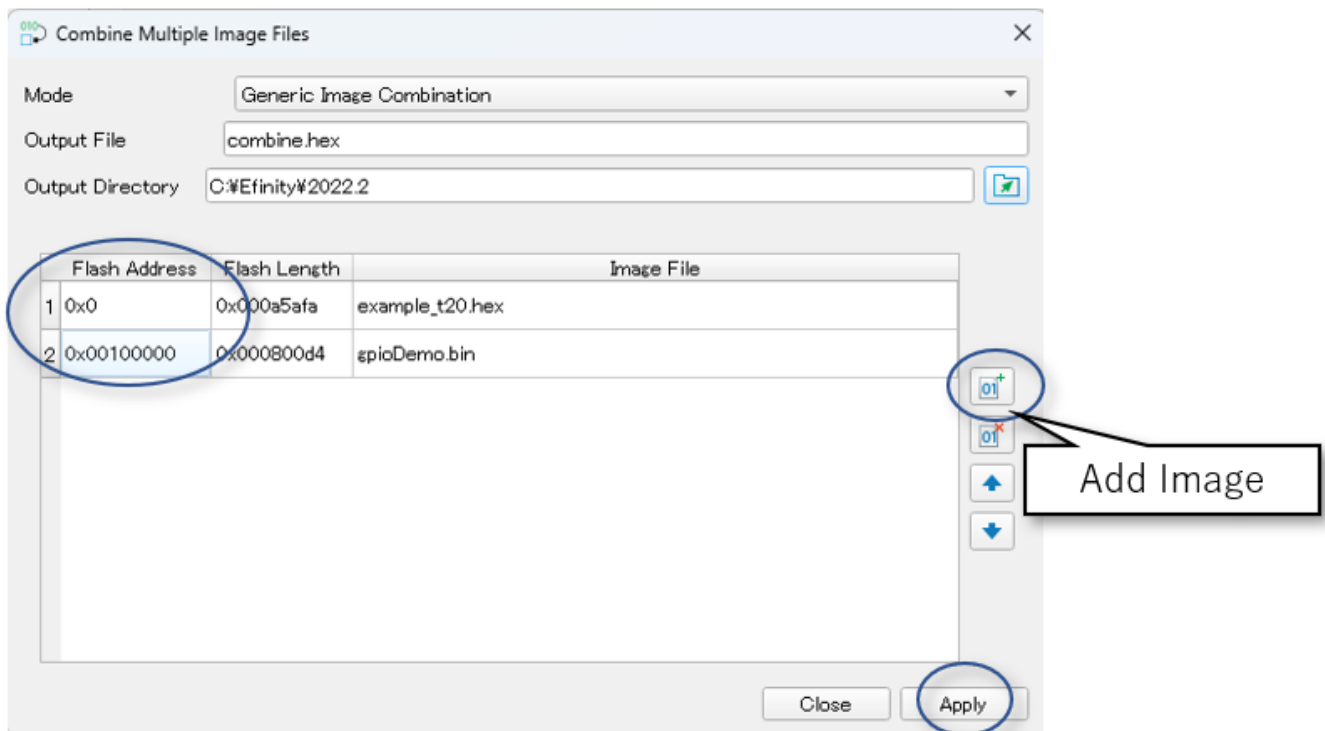 Combine Multiple Image Files
Mode Generic Image Combination
Output File combine.hex
Output Directory C:¥Efinity¥2022.2
Flash Address Flash Length Image File
1 0x0 0x000a5afa example_t20.hex
2 0x00100000 0x000800d4 gpioDemo.bin
Add Image
Close Apply